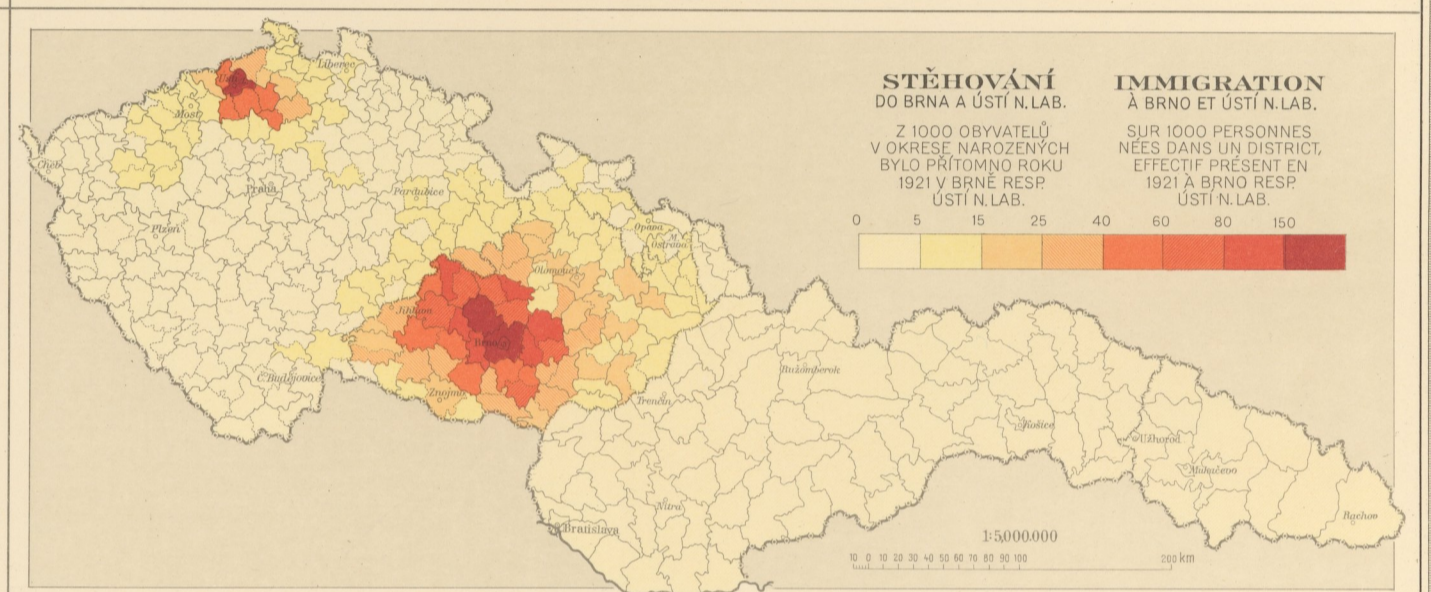 STĚHOVÁNÍ
DO BRNA A ÚSTÍ N.LAB.
Z 1000 OBYVATELŮ
V OKRESE NAROZENÝCH
BYLO PŘÍTOMNO ROKU
1921 V BRNĚ RESP.
ÚSTÍ N.LAB.
IMMIGRATION
À BRNO ET ÚSTÍ N.LAB.
SUR 1000 PERSONNES
NÉES DANS UN DISTRICT,
EFFECTIF PRÉSENT EN
1921 À BRNO RESP.
ÚSTÍ N.LAB.
0 5 15 25 40 60 80 150
Liberec
Most
Cheb
Praha
Pardubice
Plzeň
Opava
Ostrava
Olomouc
Jihlava
Brno
Č.Budějovice
Znojmo
Ružomberok
Trenčín
Košice
Užhorod
Mukačevo
Nitra
Rachov
Bratislava
1:5,000.000
10 0 10 20 30 40 50 60 70 80 90 100 200 km